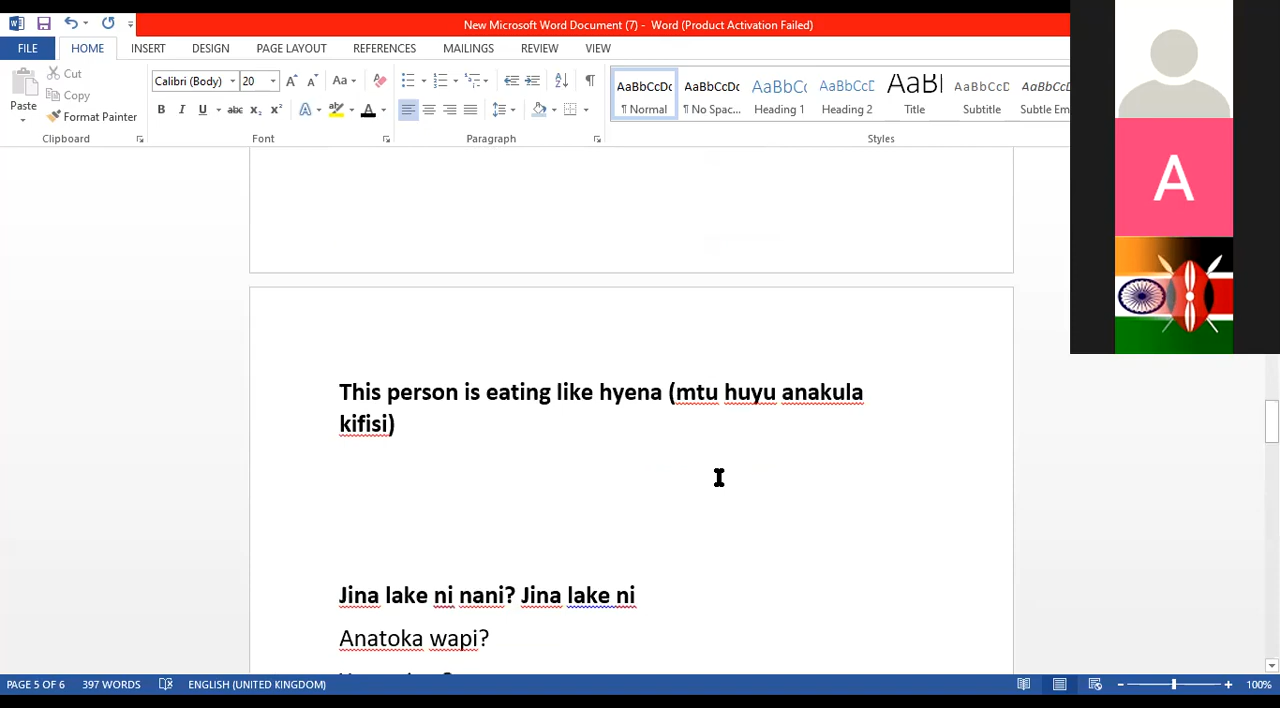 New Microsoft Word Document (7) - Word (Product Activation Failed)
FILE HOME INSERT DESIGN PAGE LAYOUT REFERENCES MAILINGS REVIEW VIEW
Cut
Copy
Format Painter
Paste
Calibri (Body) 20
AaBbCcDc AaBbCcDc AaBbCc AaBbCcC AaBl AaBbCcD AaBbCcD
¶ Normal ¶ No Spac... Heading 1 Heading 2 Title Subtitle Subtle Em
Clipboard Font Paragraph Styles
A
This person is eating like hyena (mtu huyu anakula
kifisi)
Jina lake ni nani? Jina lake ni
Anatoka wapi?
PAGE 5 OF 6 397 WORDS ENGLISH (UNITED KINGDOM) 100%